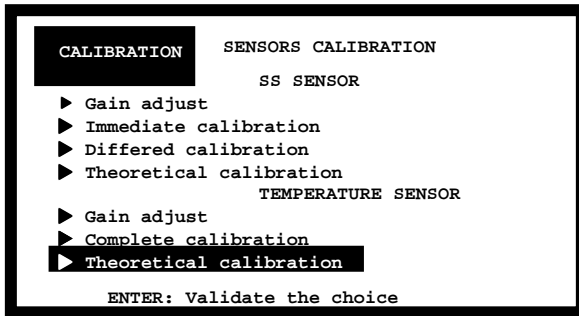 CALIBRATION SENSORS CALIBRATION
SS SENSOR
Gain adjust
Immediate calibration
Differed calibration
Theoretical calibration
TEMPERATURE SENSOR
Gain adjust
Complete calibration
Theoretical calibration
ENTER: Validate the choice